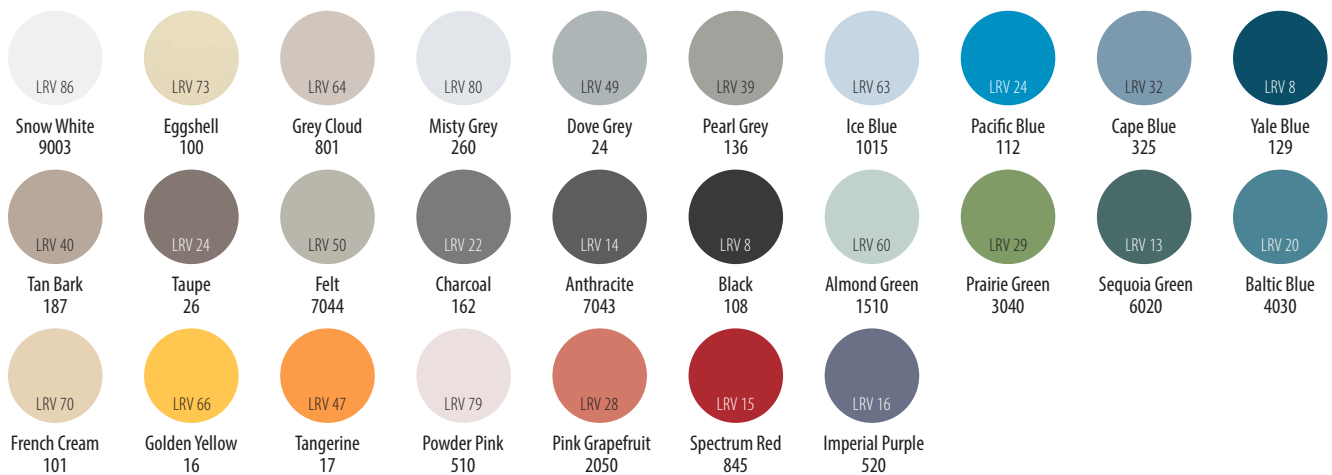 LRV 86 LRV 73 LRV 64 LRV 80 LRV 49 LRV 39 LRV 63 LRV 24 LRV 32 LRV 8
Snow White Eggshell Grey Cloud Misty Grey Dove Grey Pearl Grey Ice Blue Pacific Blue Cape Blue Yale Blue
9003 100 801 260 24 136 1015 112 325 129
LRV 40 LRV 24 LRV 50 LRV 22 LRV 14 LRV 8 LRV 60 LRV 29 LRV 13 LRV 20
Tan Bark Taupe Felt Charcoal Anthracite Black Almond Green Prairie Green Sequoia Green Baltic Blue
187 26 7044 162 7043 108 1510 3040 6020 4030
LRV 70 LRV 66 LRV 47 LRV 79 LRV 28 LRV 15 LRV 16
French Cream Golden Yellow Tangerine Powder Pink Pink Grapefruit Spectrum Red Imperial Purple
101 16 17 510 2050 845 520